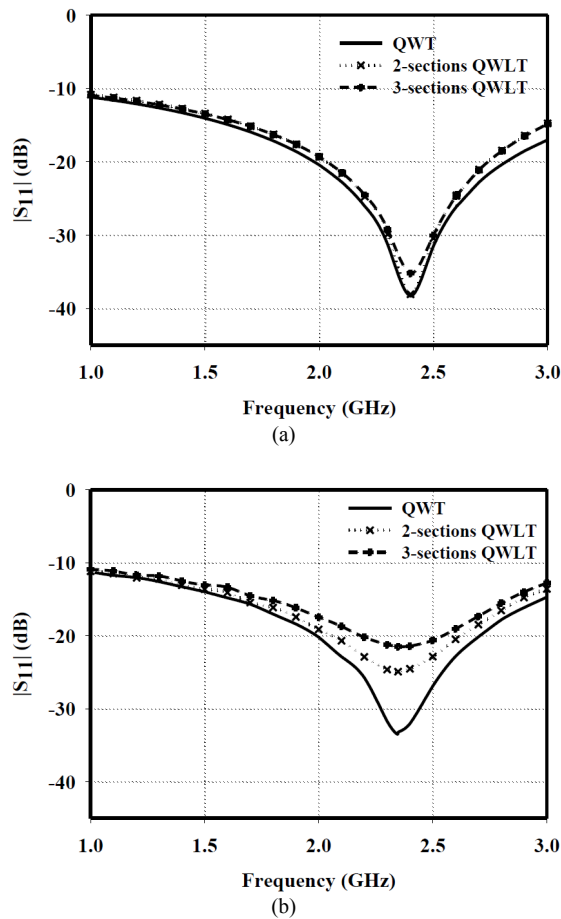 0
-10
-20
-30
-40
|S11| (dB)
QWT
2-sections QWLT
3-sections QWLT
1.0 1.5 2.0 2.5 3.0
Frequency (GHz)
(a)
0
-10
-20
-30
-40
|S11| (dB)
QWT
2-sections QWLT
3-sections QWLT
1.0 1.5 2.0 2.5 3.0
Frequency (GHz)
(b)